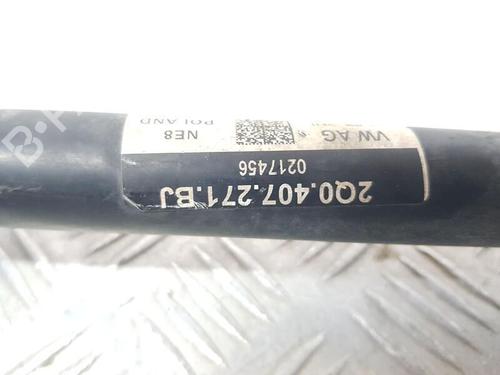 VW AG
NE8
POLAND
2Q0.407.271.BJ
0217456